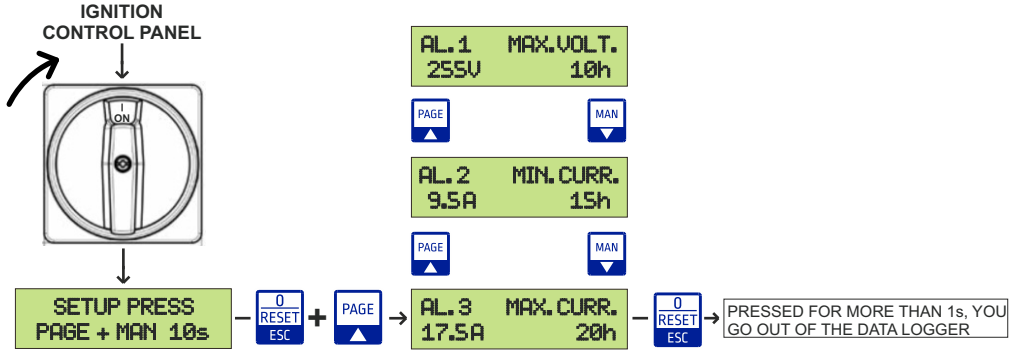 IGNITION
CONTROL PANEL
I
ON
AL.1 MAX.VOLT.
255V 10h
PAGE
MAN
AL.2 MIN.CURR.
9.5A 15h
PAGE
MAN
SETUP PRESS
PAGE + MAN 10s
-
0
RESET
ESC
+
PAGE
AL.3 MAX.CURR.
17.5A 20h
-
0
RESET
ESC
PRESSED FOR MORE THAN 1s, YOU
GO OUT OF THE DATA LOGGER